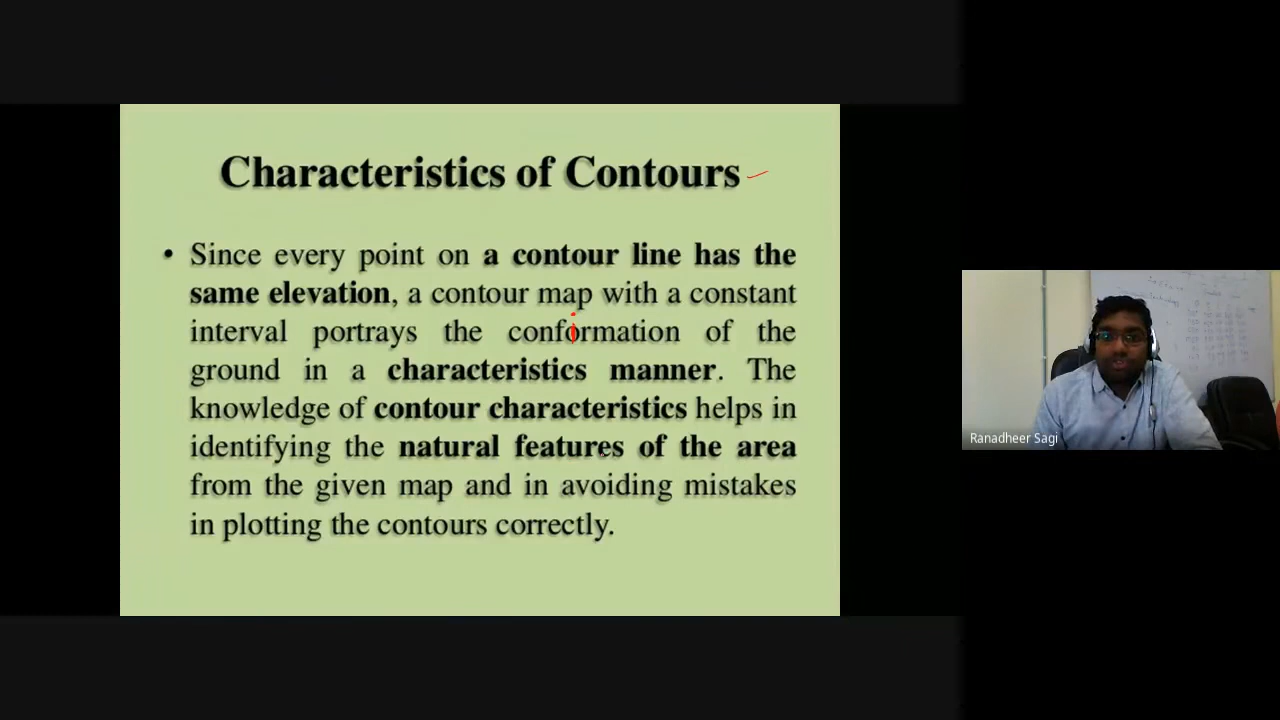 Characteristics of Contours
• Since every point on a contour line has the
same elevation, a contour map with a constant
interval portrays the conformation of the
ground in a characteristics manner. The
knowledge of contour characteristics helps in
identifying the natural features of the area
from the given map and in avoiding mistakes
in plotting the contours correctly.
Ranadheer Sagi